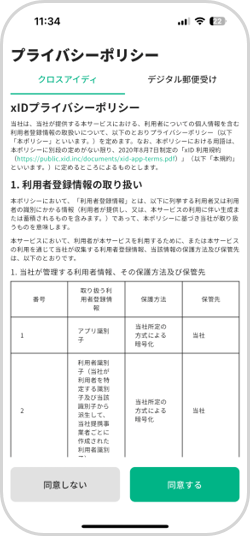 11:34
22
プライバシーポリシー
クロスアイディ
デジタル郵便受け
xIDプライバシーポリシー
当社は、当社が提供する本サービスにおける、利用者についての個人情報を含む
利用者登録情報の取扱いについて、以下のとおりプライバシーポリシー（以下
「本ポリシー」といいます。）を定めます。なお、本ポリシーにおける用語は、
本ポリシーに別段の定めがない限り、2020年8月7日制定の「xID 利用規約
（https://public.xid.inc/documents/xid-app-terms.pdf）」（以下「本規約」
といいます。）に定めるところによるものとします。
1. 利用者登録情報の取り扱い
本ポリシーにおいて、「利用者登録情報」とは、以下に列挙する利用者又は利用
者の識別にかかる情報（利用者が提供し、又は、本サービスの利用に伴い生成ま
たは蓄積されるものを含みます。）であって、本ポリシーに基づき当社が取り扱
うものを意味します。
本サービスにおいて、利用者が本サービスを利用するために、または本サービス
の利用を通じて当社が収集する利用者登録情報、当該情報の保護方法及び保管先
は、以下のとおりです。
1. 当社が管理する利用者情報、その保護方法及び保管先
番号
取り扱う利
用者登録情
報
保護方法
保管先
1
アプリ識別
子
当社所定の
方式による
暗号化
当社
2
利用者識別
子（当社が
利用者を特
定する識別
子及び当該
識別子から
派生して、
当社提携事
業者ごとに
作成された
利用者識別
当社所定の
方式による
暗号化
当社
同意しない
同意する